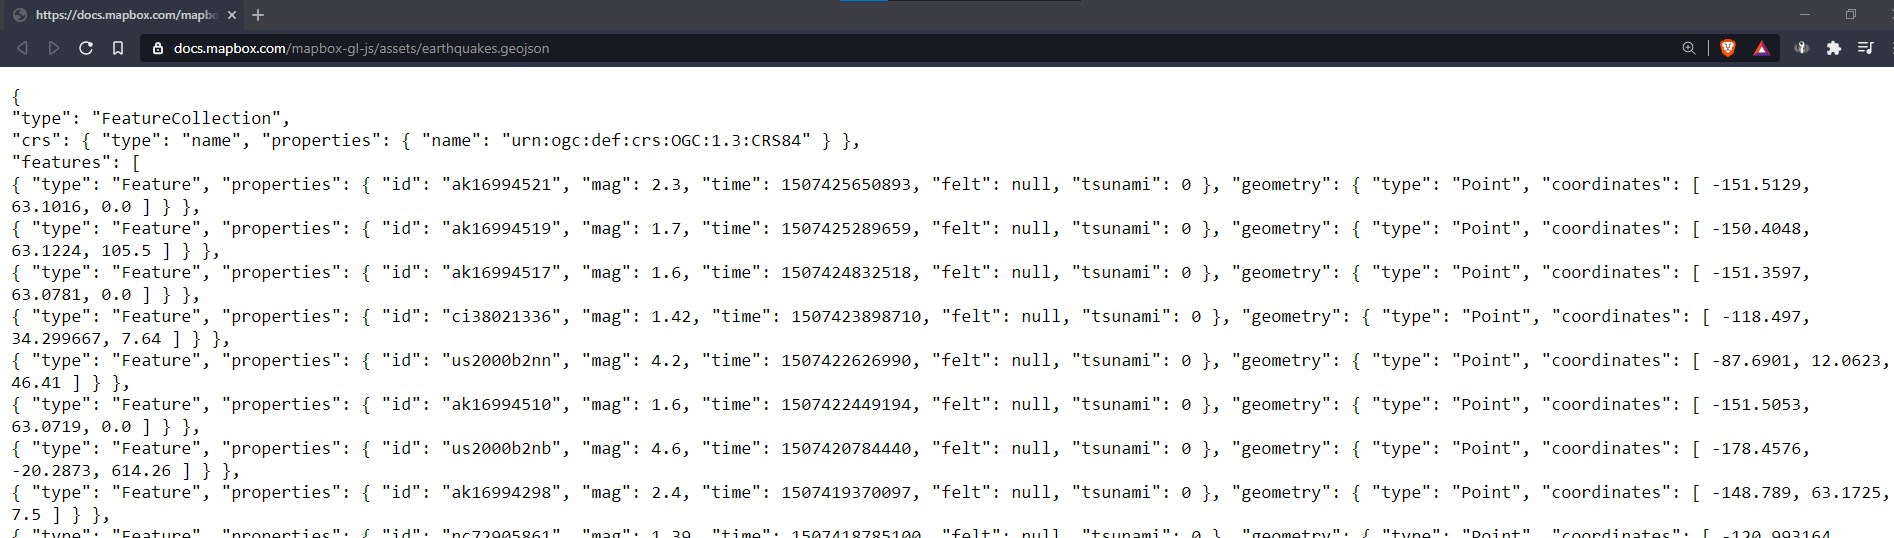 https://docs.mapbox.com/mapbo
docs.mapbox.com/mapbox-gl-js/assets/earthquakes.geojson
{
"type": "FeatureCollection",
"crs": { "type": "name", "properties": { "name": "urn:ogc:def:crs:OGC:1.3:CRS84" } },
"features": [
{ "type": "Feature", "properties": { "id": "ak16994521", "mag": 2.3, "time": 1507425650893, "felt": null, "tsunami": 0 }, "geometry": { "type": "Point", "coordinates": [ -151.5129,
63.1016, 0.0 ] } },
{ "type": "Feature", "properties": { "id": "ak16994519", "mag": 1.7, "time": 1507425289659, "felt": null, "tsunami": 0 }, "geometry": { "type": "Point", "coordinates": [ -150.4048,
63.1224, 105.5 ] } },
{ "type": "Feature", "properties": { "id": "ak16994517", "mag": 1.6, "time": 1507424832518, "felt": null, "tsunami": 0 }, "geometry": { "type": "Point", "coordinates": [ -151.3597,
63.0781, 0.0 ] } },
{ "type": "Feature", "properties": { "id": "ci38021336", "mag": 1.42, "time": 1507423898710, "felt": null, "tsunami": 0 }, "geometry": { "type": "Point", "coordinates": [ -118.497,
34.299667, 7.64 ] } },
{ "type": "Feature", "properties": { "id": "us2000b2nn", "mag": 4.2, "time": 1507422626990, "felt": null, "tsunami": 0 }, "geometry": { "type": "Point", "coordinates": [ -87.6901, 12.0623,
46.41 ] } },
{ "type": "Feature", "properties": { "id": "ak16994510", "mag": 1.6, "time": 1507422449194, "felt": null, "tsunami": 0 }, "geometry": { "type": "Point", "coordinates": [ -151.5053,
63.0719, 0.0 ] } },
{ "type": "Feature", "properties": { "id": "us2000b2nb", "mag": 4.6, "time": 1507420784440, "felt": null, "tsunami": 0 }, "geometry": { "type": "Point", "coordinates": [ -178.4576,
-20.2873, 614.26 ] } },
{ "type": "Feature", "properties": { "id": "ak16994298", "mag": 2.4, "time": 1507419370097, "felt": null, "tsunami": 0 }, "geometry": { "type": "Point", "coordinates": [ -148.789, 63.1725,
7.5 ] } },
{ "type": "Feature", "properties": { "id": "nc72905861", "mag": 1.39, "time": 1507418785100, "felt": null, "tsunami": 0 }, "geometry": { "type": "Point", "coordinates": [ -120.993164,